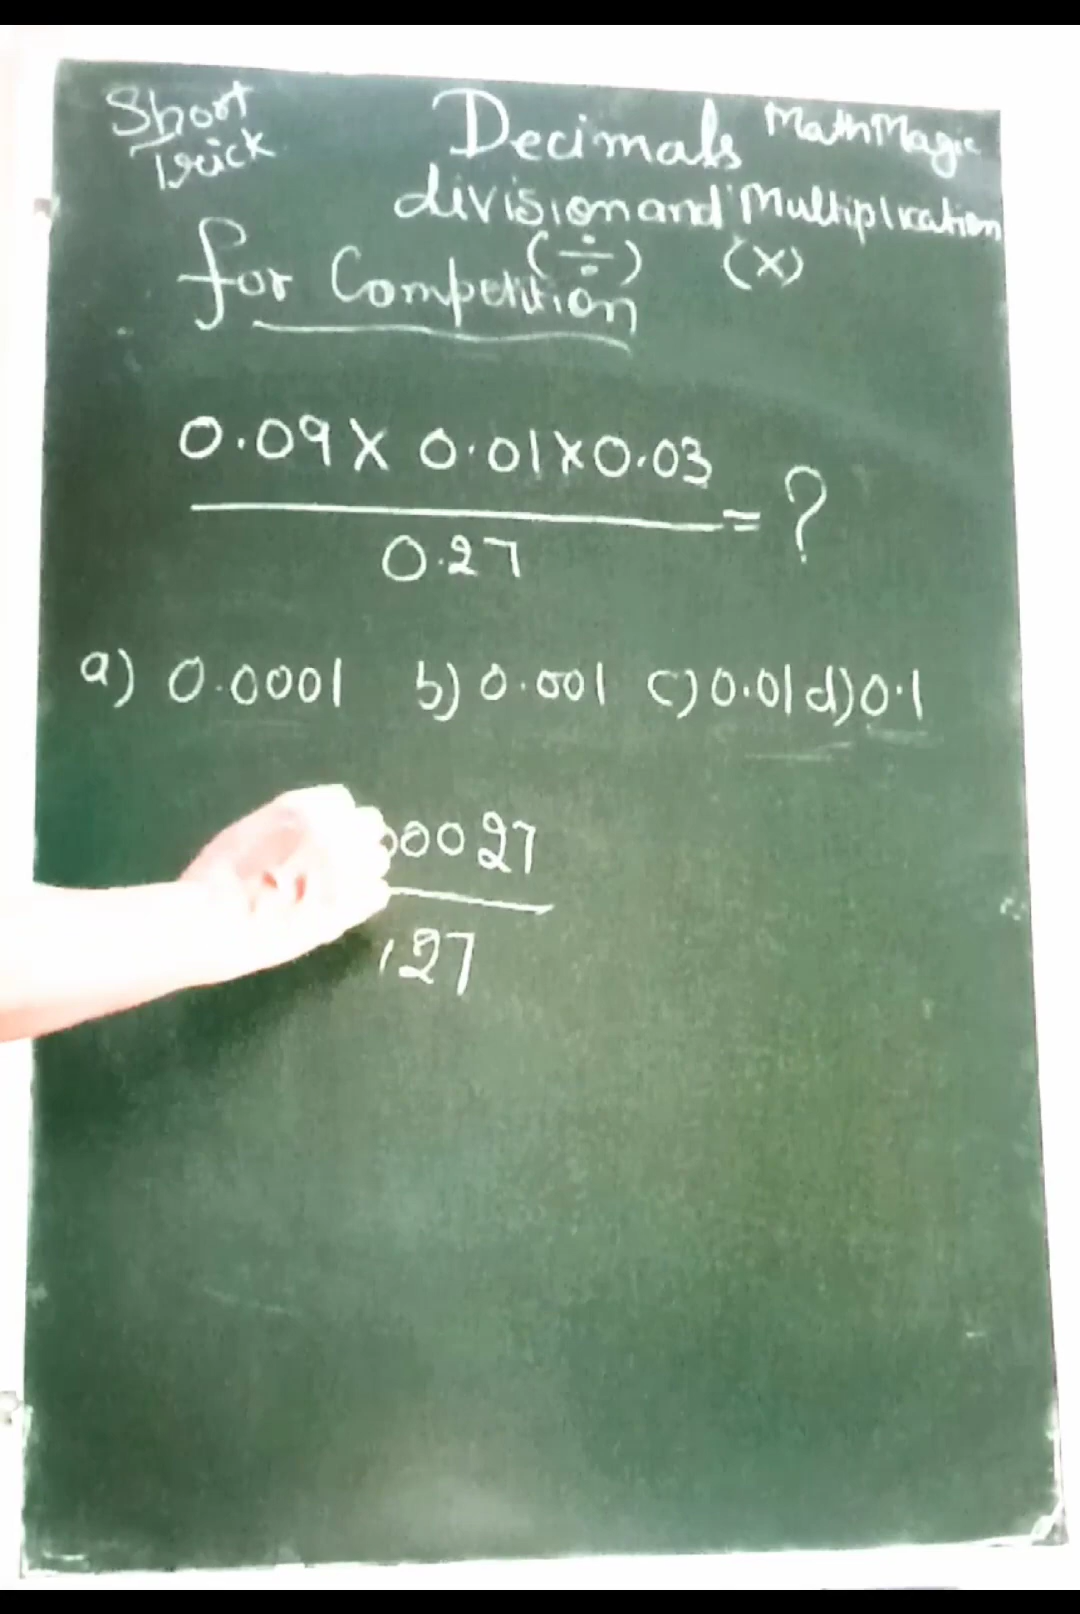 Short Decimals MathMagic
Trick division and Multiplication
(÷) (×)
for Competition
0.09 × 0.01 × 0.03
= ?
0.27
a) 0.0001 b) 0.001 c) 0.01 d) 0.1
00027
27